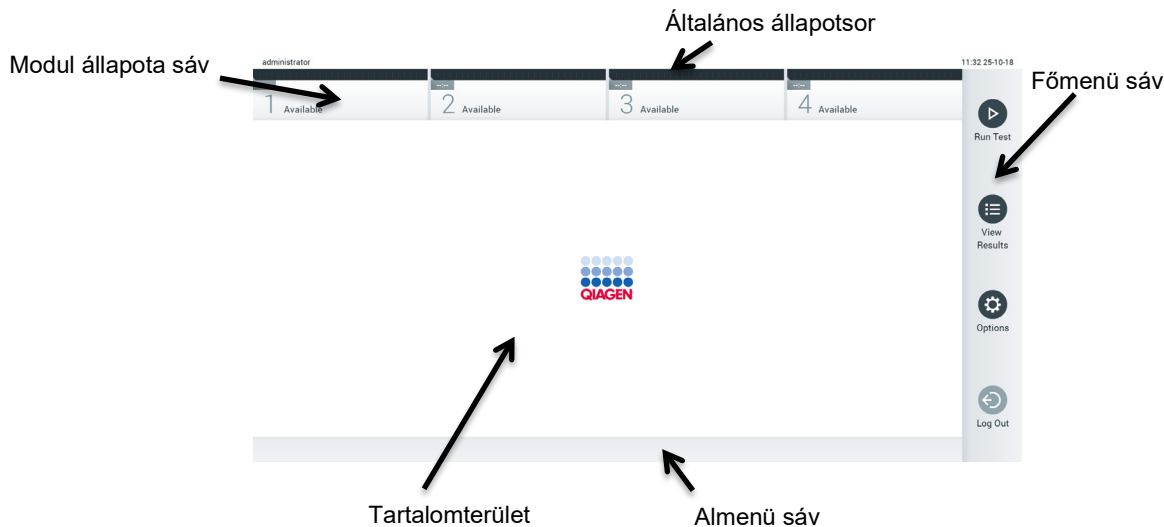 Általános állapotsor
Modul állapota sáv
administrator
11:32 25-10-18
Főmenü sáv
--:--
--:--
--:--
1 Available
2 Available
3 Available
4 Available
Run Test
View
Results
QIAGEN
Options
Log Out
Tartalomterület
Almenü sáv